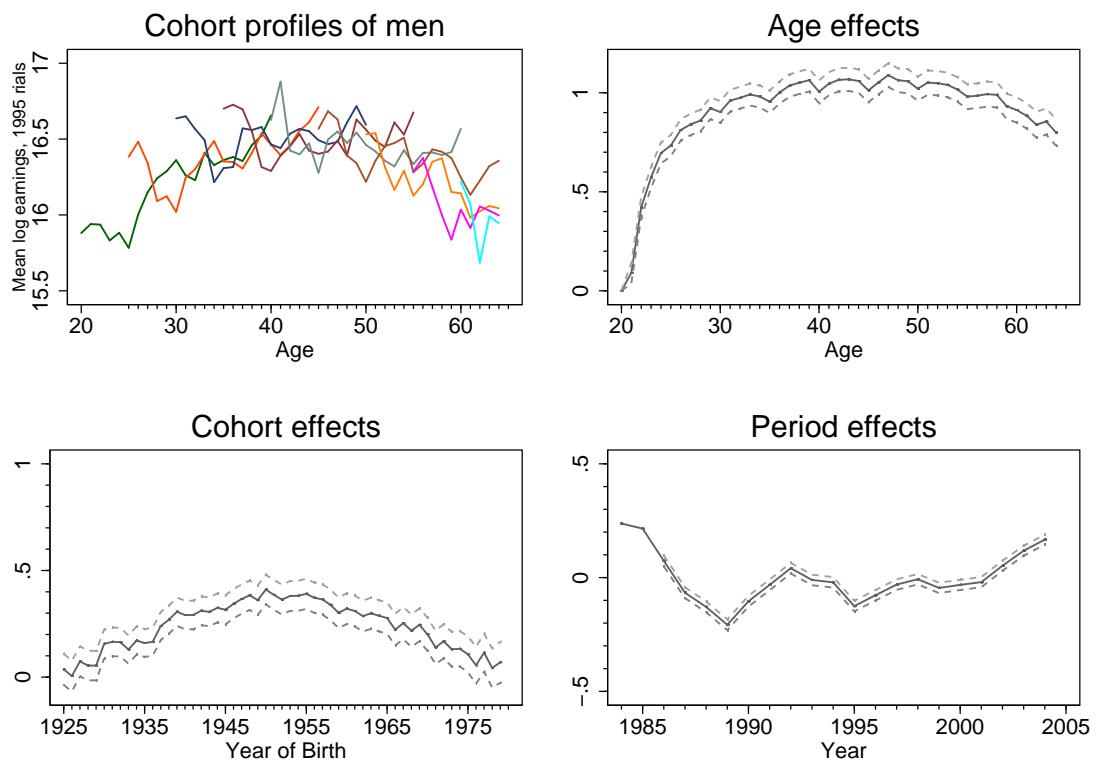 Cohort profiles of men
Mean log earnings, 1995 rials
17
16.5
16
15.5
20 30 40 50 60
Age
Age effects
1
.5
0
20 30 40 50 60
Age
Cohort effects
1
.5
0
1925 1935 1945 1955 1965 1975
Year of Birth
Period effects
.5
0
−.5
1985 1990 1995 2000 2005
Year